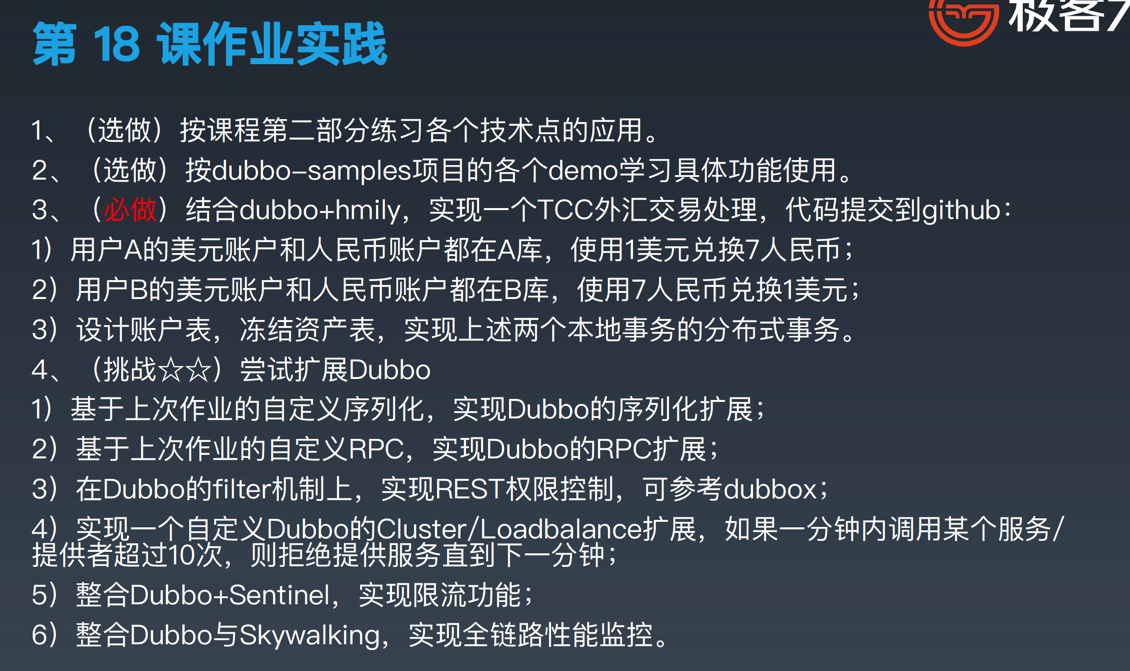 第 18 课作业实践
极客
1、（选做）按课程第二部分练习各个技术点的应用。
2、（选做）按dubbo-samples项目的各个demo学习具体功能使用。
3、（必做）结合dubbo+hmily，实现一个TCC外汇交易处理，代码提交到github：
1）用户A的美元账户和人民币账户都在A库，使用1美元兑换7人民币；
2）用户B的美元账户和人民币账户都在B库，使用7人民币兑换1美元；
3）设计账户表，冻结资产表，实现上述两个本地事务的分布式事务。
4、（挑战☆☆）尝试扩展Dubbo
1）基于上次作业的自定义序列化，实现Dubbo的序列化扩展；
2）基于上次作业的自定义RPC，实现Dubbo的RPC扩展；
3）在Dubbo的filter机制上，实现REST权限控制，可参考dubbox；
4）实现一个自定义Dubbo的Cluster/Loadbalance扩展，如果一分钟内调用某个服务/
提供者超过10次，则拒绝提供服务直到下一分钟；
5）整合Dubbo+Sentinel，实现限流功能；
6）整合Dubbo与Skywalking，实现全链路性能监控。